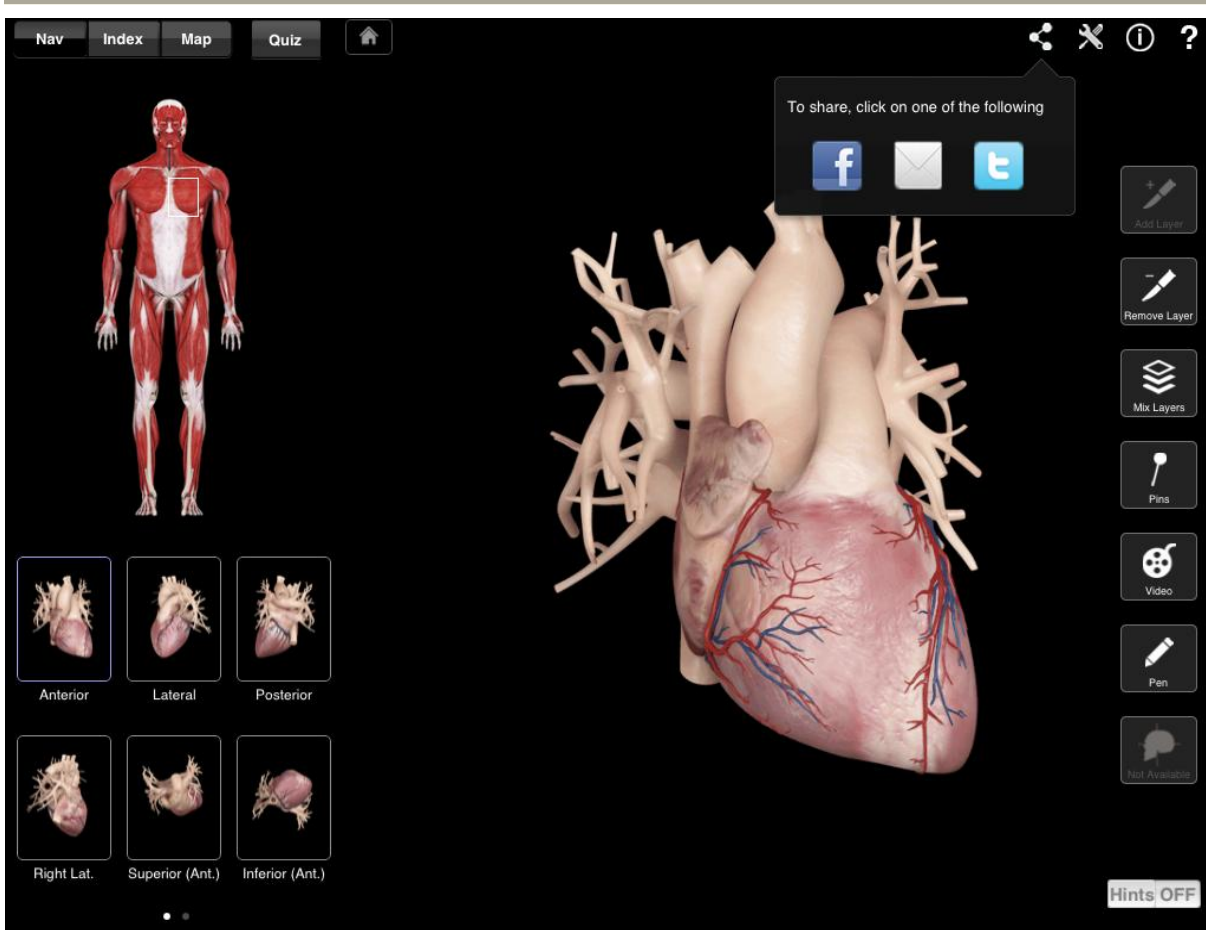 Nav
Index
Map
Quiz
To share, click on one of the following
Add Layer
Remove Layer
Mix Layers
Pins
Video
Pen
Not Available
Anterior
Lateral
Posterior
Right Lat.
Superior (Ant.)
Inferior (Ant.)
Hints OFF